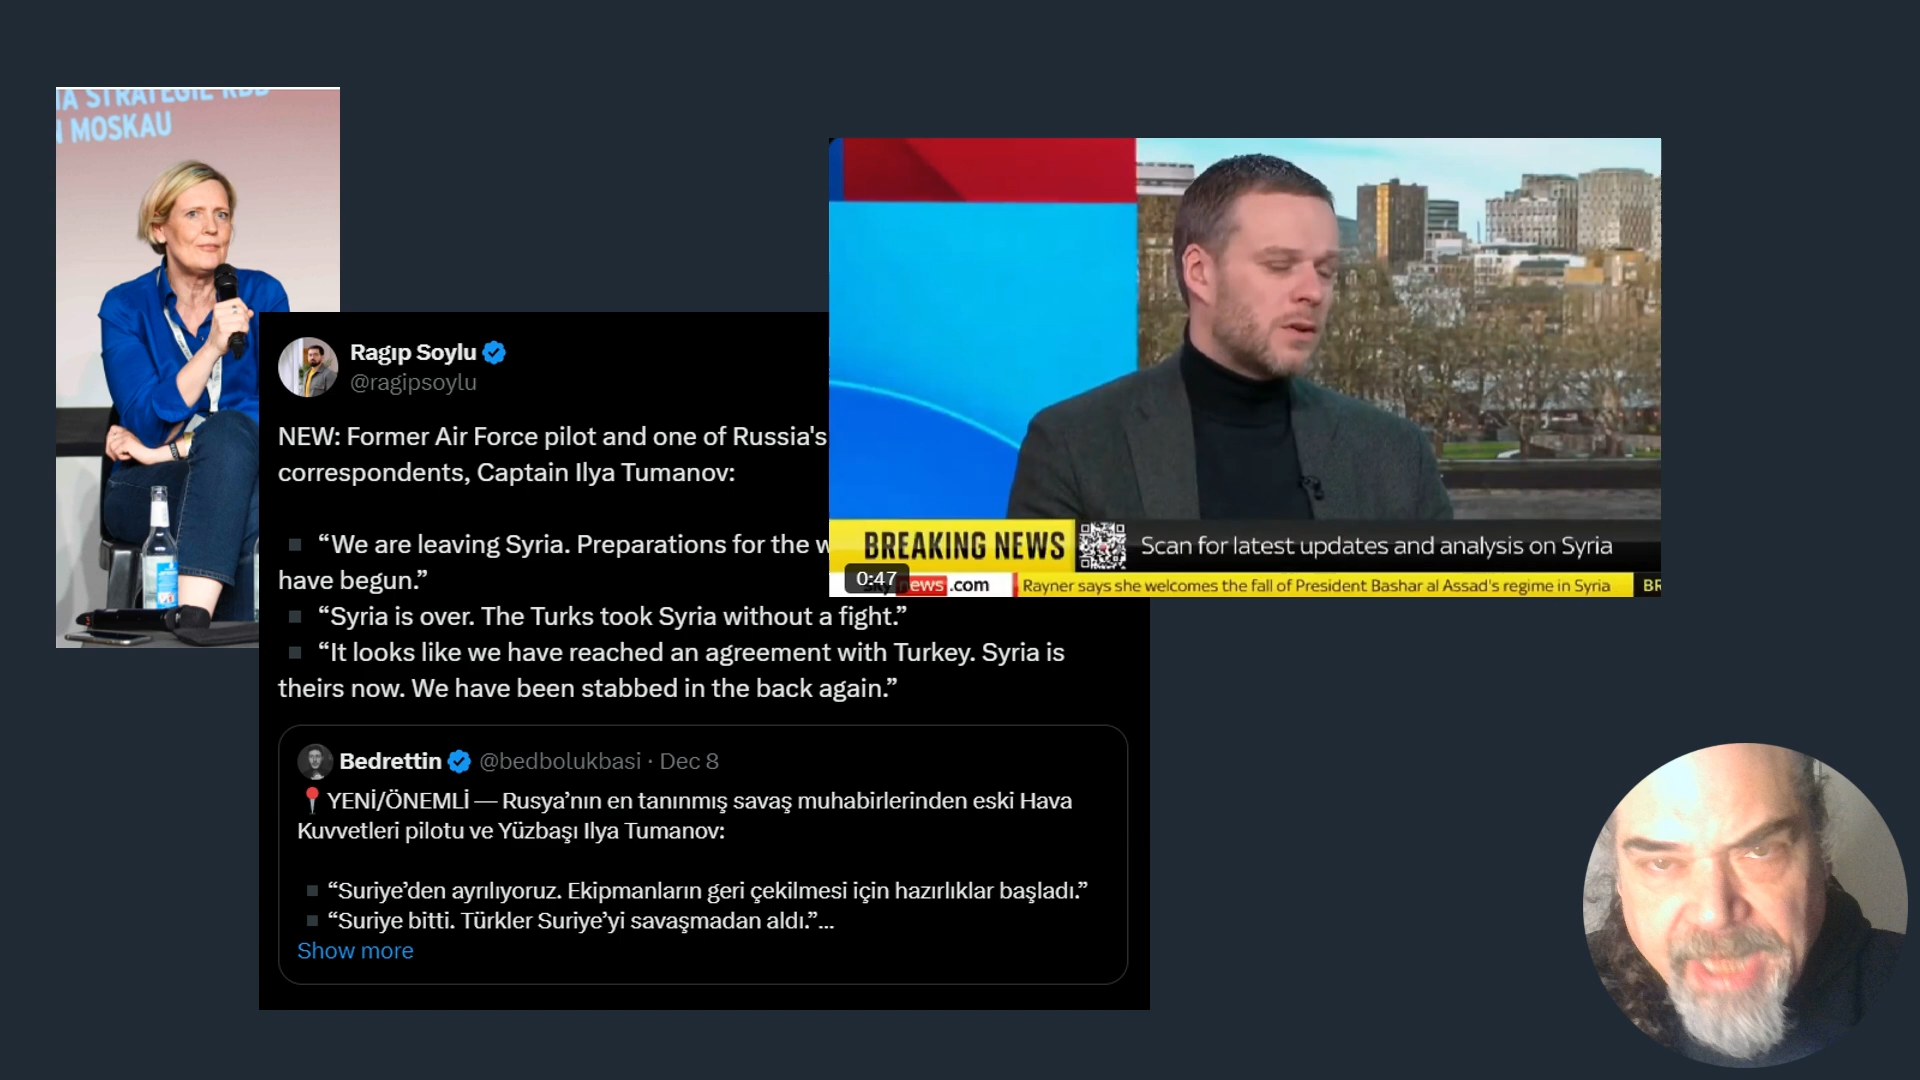 STRATEGIE
MOSKAU
Ragıp Soylu
@ragipsoylu
NEW: Former Air Force pilot and one of Russia's
correspondents, Captain Ilya Tumanov:
“We are leaving Syria. Preparations for the
have begun.”
“Syria is over. The Turks took Syria without a fight.”
“It looks like we have reached an agreement with Turkey. Syria is
theirs now. We have been stabbed in the back again.”
Bedrettin @bedbolukbasi · Dec 8
YENİ/ÖNEMLİ — Rusya’nın en tanınmış savaş muhabirlerinden eski Hava
Kuvvetleri pilotu ve Yüzbaşı Ilya Tumanov:
“Suriye’den ayrılıyoruz. Ekipmanların geri çekilmesi için hazırlıklar başladı.”
“Suriye bitti. Türkler Suriye’yi savaşmadan aldı.”...
Show more
BREAKING NEWS
Scan for latest updates and analysis on Syria
0:47
news.com
Rayner says she welcomes the fall of President Bashar al Assad's regime in Syria
BR